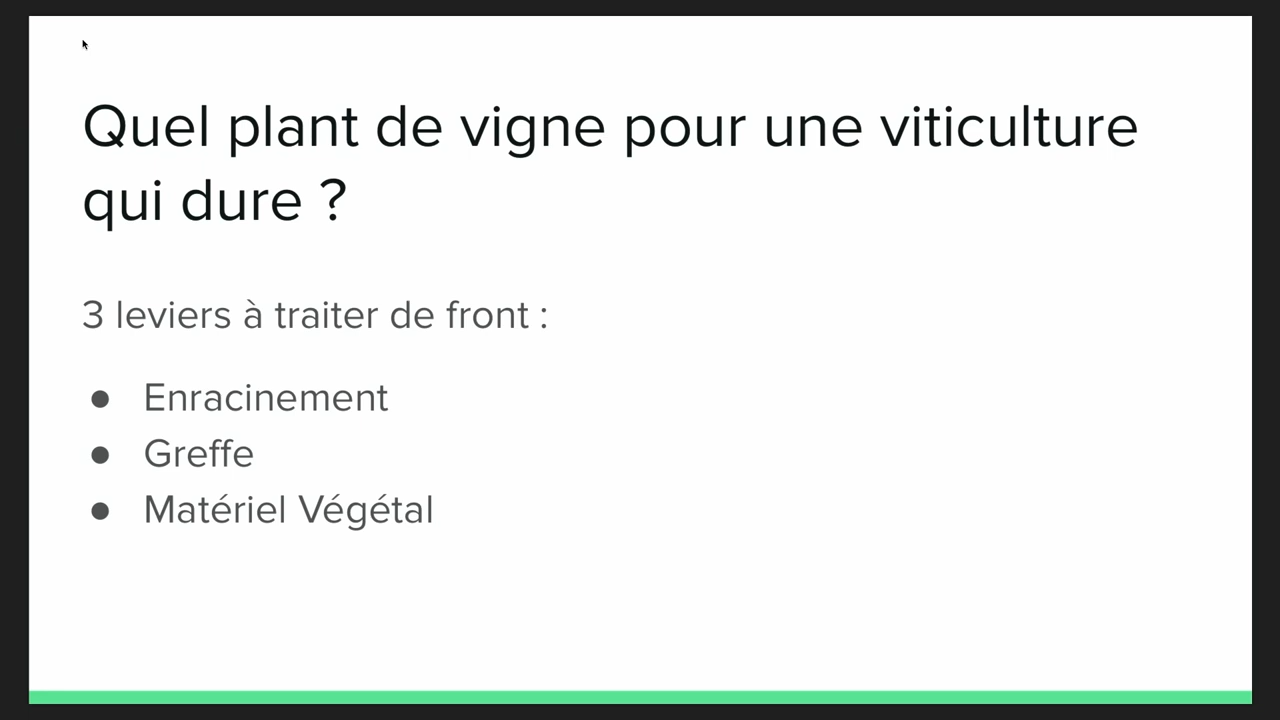 Quel plant de vigne pour une viticulture
qui dure ?
3 leviers à traiter de front :
● Enracinement
● Greffe
● Matériel Végétal